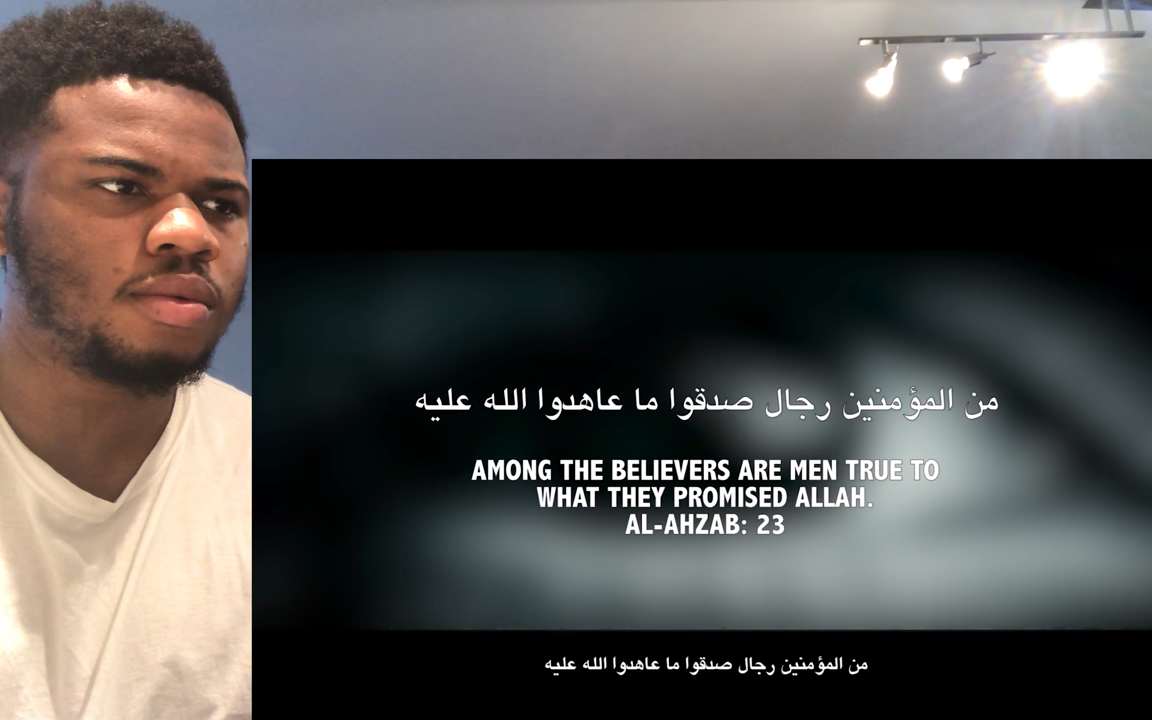 من المؤمنين رجال صدقوا ما عاهدوا الله عليه
AMONG THE BELIEVERS ARE MEN TRUE TO
WHAT THEY PROMISED ALLAH.
AL-AHZAB: 23
من المؤمنين رجال صدقوا ما عاهدوا الله عليه